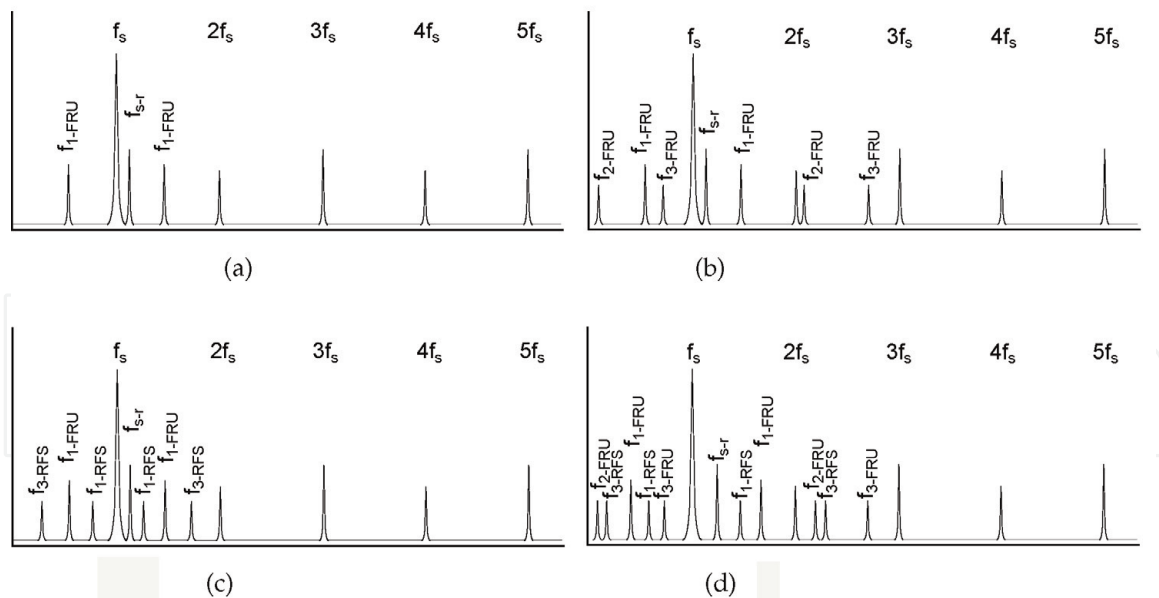 fs 2fs 3fs 4fs 5fs
f1-FRU
fs-r
f1-FRU
(a)
fs 2fs 3fs 4fs 5fs
f2-FRU
f1-FRU
f3-FRU
fs-r
f1-FRU
f2-FRU
f3-FRU
(b)
fs 2fs 3fs 4fs 5fs
f3-RFS
f1-FRU
f1-RFS
fs-r
f1-RFS
f1-FRU
f3-RFS
(c)
fs 2fs 3fs 4fs 5fs
f2-FRU
f3-RFS
f1-FRU
f1-RFS
f3-FRU
fs-r
f1-RFS
f1-FRU
f2-FRU
f3-RFS
f3-FRU
(d)